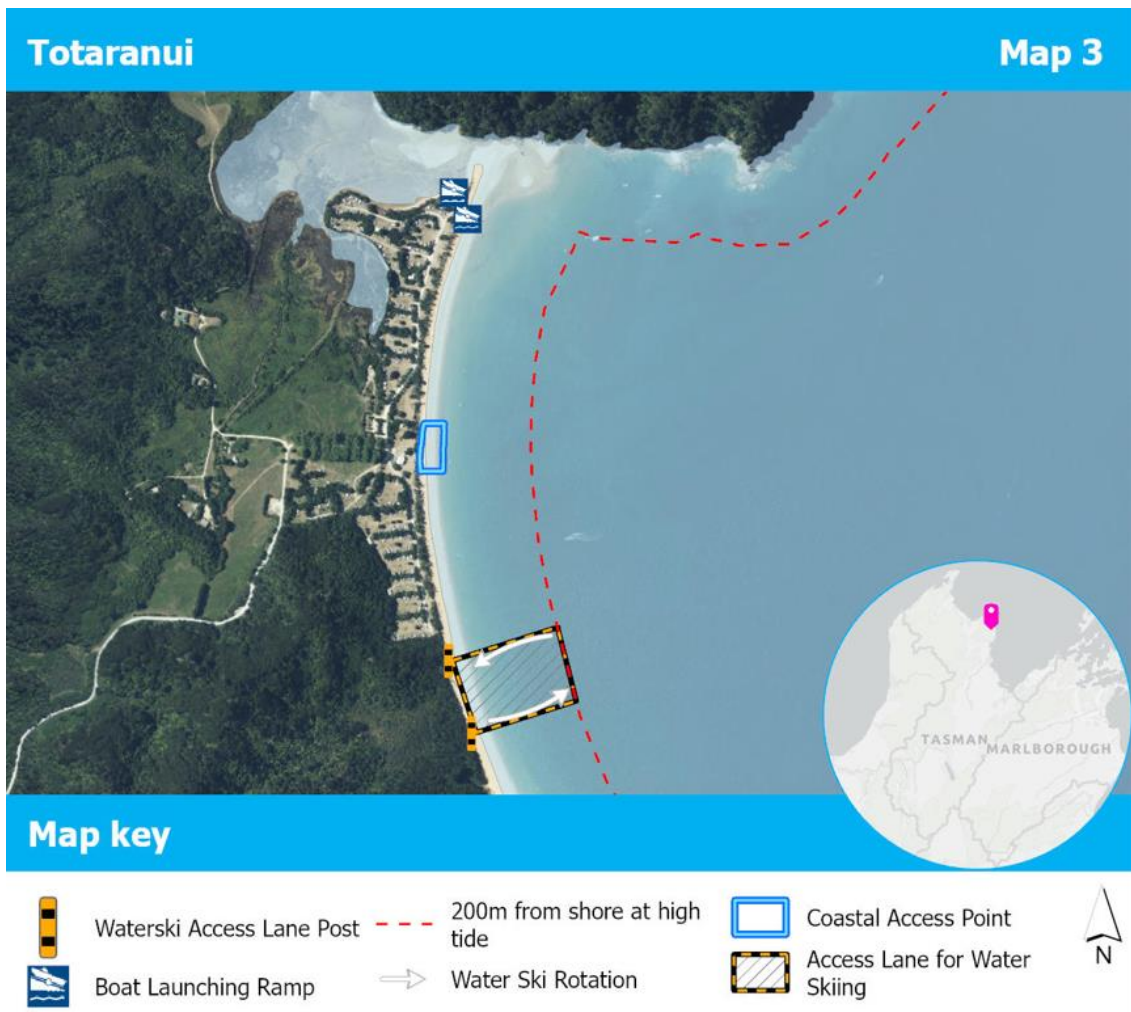 Totaranui
Map 3
TASMAN
MARLBOROUGH
Map key
Waterski Access Lane Post
200m from shore at high
tide
Coastal Access Point
Boat Launching Ramp
Water Ski Rotation
Access Lane for Water
Skiing
N